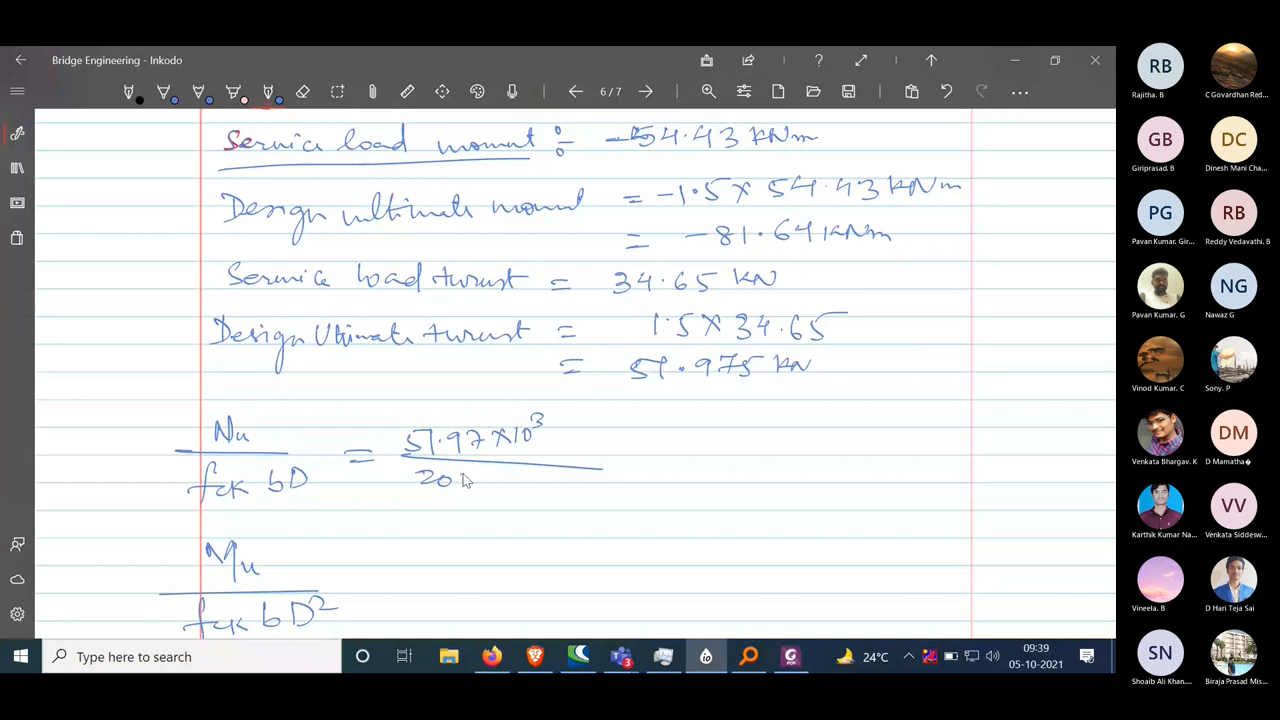 Bridge Engineering - Inkodo
6/7
Service load moment ÷ -54.43 kNm
Design ultimate moment = -1.5 x 54.43 kNm
= -81.64 kNm
Service load thrust = 34.65 kN
Design Ultimate thrust = 1.5 x 34.65
= 51.975 kN
Nu / fck bD = 51.97 x 10³ / 20
Mu / fck bD²
RB
Rajitha. B
C Govardhan Red...
GB
Giriprasad. B
DC
Dinesh Mani Cha...
PG
Pavan Kumar. Gir...
RB
Reddy Vedavathi. B
Pavan Kumar. G
NG
Nawaz G
Vinod Kumar. C
Sony. P
Venkata Bhargav. K
DM
D Mamatha�
Karthik Kumar Na...
VV
Venkata Siddesw...
Vineela. B
D Hari Teja Sai
SN
Shoaib Ali Khan....
Biraja Prasad Mis...
Type here to search
24°C
09:39
05-10-2021